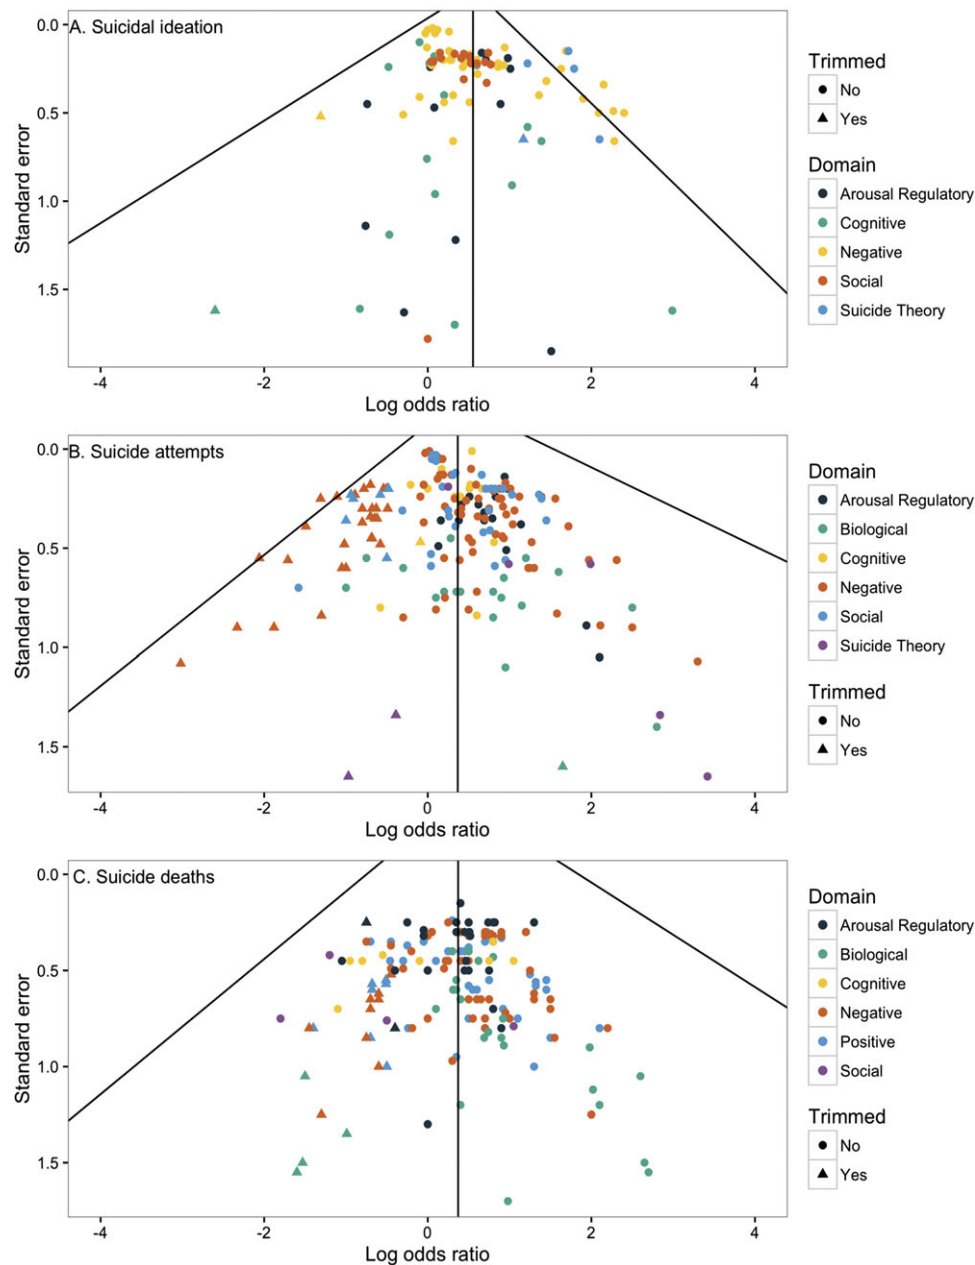 A. Suicidal ideation
0.0
0.5
1.0
1.5
Standard error
-4 -2 0 2 4
Log odds ratio
Trimmed
No
Yes
Domain
Arousal Regulatory
Cognitive
Negative
Social
Suicide Theory
B. Suicide attempts
0.0
0.5
1.0
1.5
Standard error
-4 -2 0 2 4
Log odds ratio
Domain
Arousal Regulatory
Biological
Cognitive
Negative
Social
Suicide Theory
Trimmed
No
Yes
C. Suicide deaths
0.0
0.5
1.0
1.5
Standard error
-4 -2 0 2 4
Log odds ratio
Domain
Arousal Regulatory
Biological
Cognitive
Negative
Positive
Social
Trimmed
No
Yes